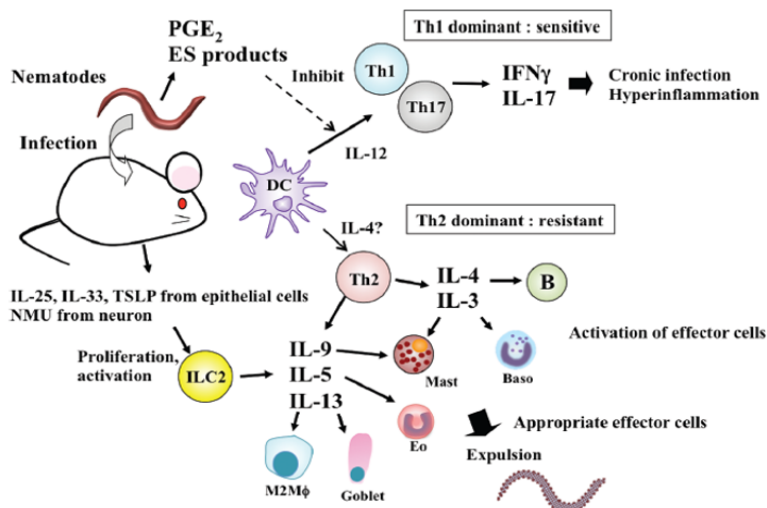 PGE2
ES products
Nematodes
Infection
Inhibit
Th1
Th17
Th1 dominant : sensitive
IFNγ
IL-17
Cronic infection
Hyperinflammation
IL-12
DC
IL-4?
Th2 dominant : resistant
Th2
IL-4
IL-3
B
IL-25, IL-33, TSLP from epithelial cells
NMU from neuron
Proliferation,
activation
ILC2
IL-9
IL-5
IL-13
Mast
Baso
Activation of effector cells
Eo
Appropriate effector cells
Expulsion
M2Mϕ
Goblet